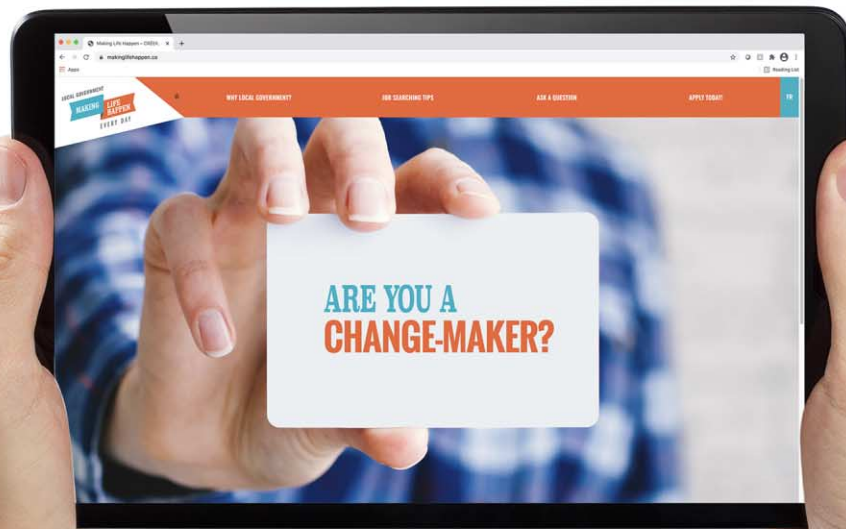 Making Life Happen – CRÉDIL
makinglifehappen.ca
Apps
Reading List
LOCAL GOVERNMENT
MAKING LIFE HAPPEN
EVERY DAY
WHY LOCAL GOVERNMENT?
JOB SEARCHING TIPS
ASK A QUESTION
APPLY TODAY!
FR
ARE YOU A
CHANGE-MAKER?